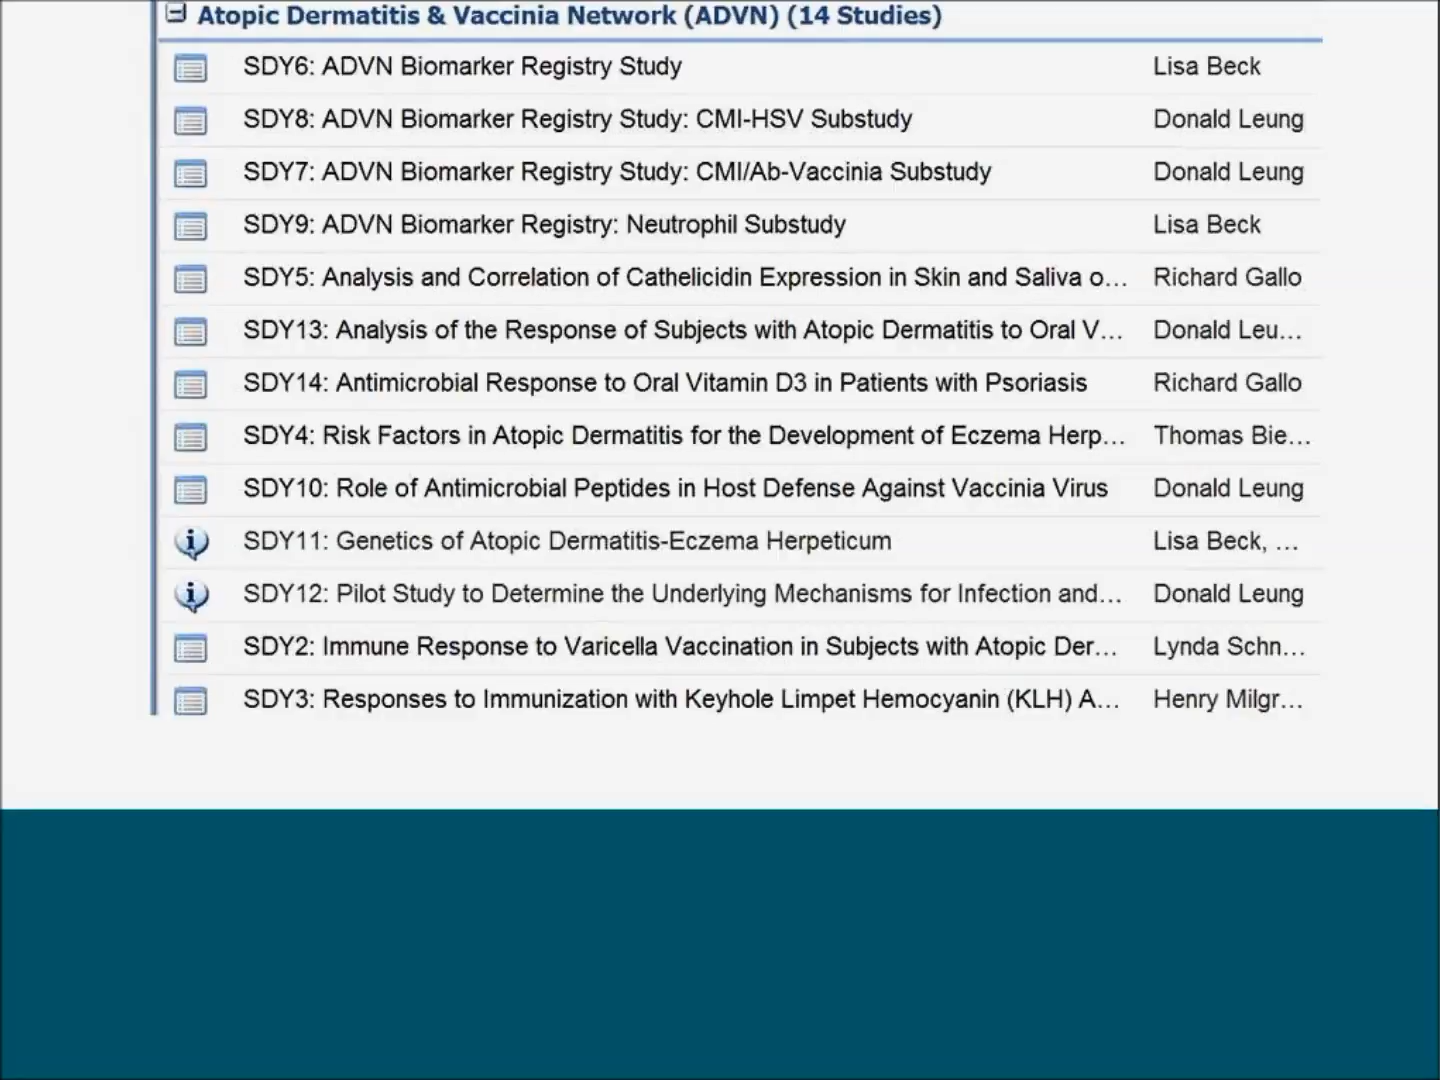 Atopic Dermatitis & Vaccinia Network (ADVN) (14 Studies)
SDY6: ADVN Biomarker Registry Study Lisa Beck
SDY8: ADVN Biomarker Registry Study: CMI-HSV Substudy Donald Leung
SDY7: ADVN Biomarker Registry Study: CMI/Ab-Vaccinia Substudy Donald Leung
SDY9: ADVN Biomarker Registry: Neutrophil Substudy Lisa Beck
SDY5: Analysis and Correlation of Cathelicidin Expression in Skin and Saliva o... Richard Gallo
SDY13: Analysis of the Response of Subjects with Atopic Dermatitis to Oral V... Donald Leu...
SDY14: Antimicrobial Response to Oral Vitamin D3 in Patients with Psoriasis Richard Gallo
SDY4: Risk Factors in Atopic Dermatitis for the Development of Eczema Herp... Thomas Bie...
SDY10: Role of Antimicrobial Peptides in Host Defense Against Vaccinia Virus Donald Leung
SDY11: Genetics of Atopic Dermatitis-Eczema Herpeticum Lisa Beck, ...
SDY12: Pilot Study to Determine the Underlying Mechanisms for Infection and... Donald Leung
SDY2: Immune Response to Varicella Vaccination in Subjects with Atopic Der... Lynda Schn...
SDY3: Responses to Immunization with Keyhole Limpet Hemocyanin (KLH) A... Henry Milgr...